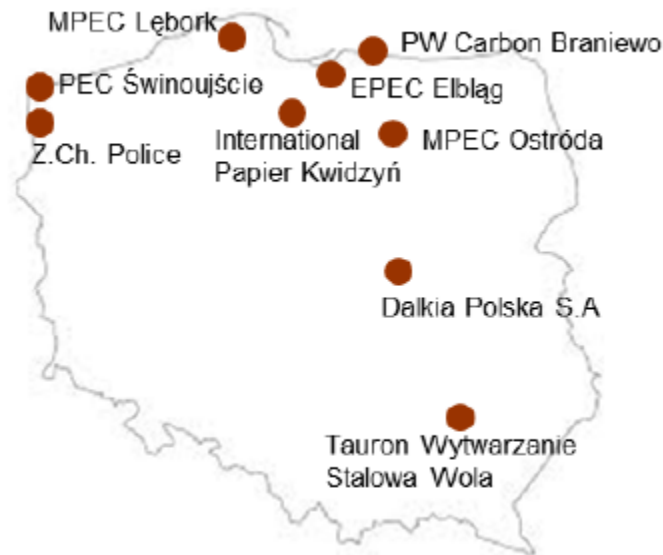 MPEC Lębork
PW Carbon Braniewo
PEC Świnoujście
EPEC Elbląg
Z.Ch. Police
International
Papier Kwidzyń
MPEC Ostróda
Dalkia Polska S.A
Tauron Wytwarzanie
Stalowa Wola